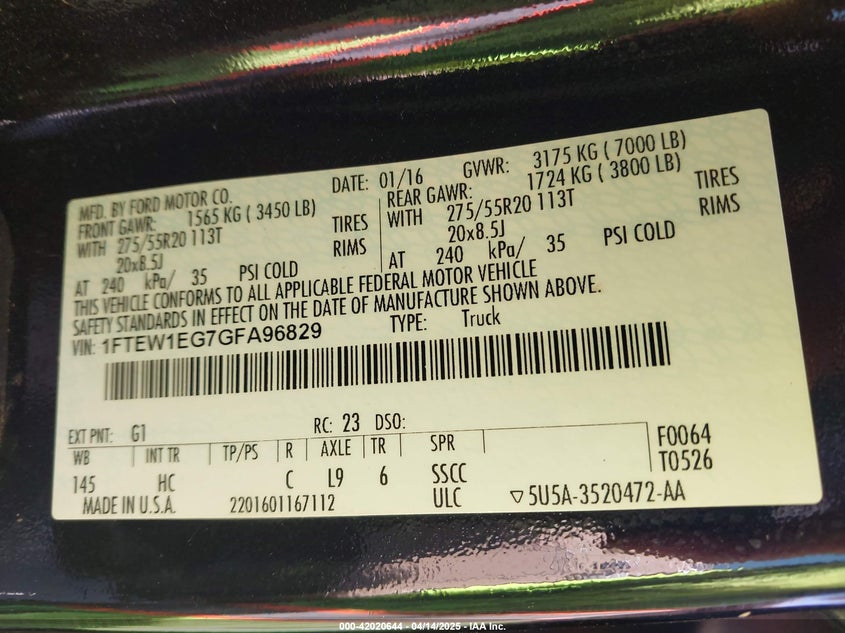 MFD. BY FORD MOTOR CO.
DATE: 01/16 GVWR: 3175 KG ( 7000 LB)
FRONT GAWR: 1565 KG ( 3450 LB)
WITH 275/55R20 113T TIRES
20x8.5J RIMS
AT 240 kPa/ 35 PSI COLD
REAR GAWR: 1724 KG ( 3800 LB)
WITH 275/55R20 113T TIRES
20x8.5J RIMS
AT 240 kPa/ 35 PSI COLD
THIS VEHICLE CONFORMS TO ALL APPLICABLE FEDERAL MOTOR VEHICLE
SAFETY STANDARDS IN EFFECT ON THE DATE OF MANUFACTURE SHOWN ABOVE.
VIN: 1FTEW1EG7GFA96829 TYPE: Truck
EXT PNT: G1 RC: 23 DSO:
WB INT TR TP/PS R AXLE TR SPR F0064
145 HC C L9 6 SSCC T0526
MADE IN U.S.A. 2201601167112 ULC ▽5U5A-3520472-AA
000-42020644 - 04/14/2025 - IAA Inc.